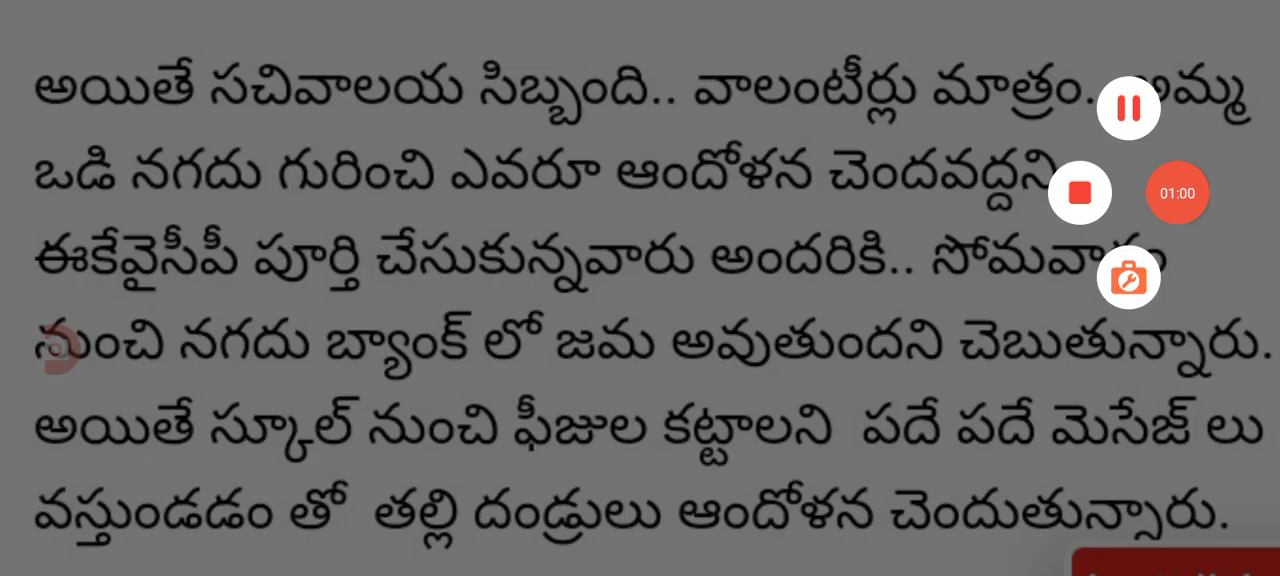 అయితే సచివాలయ సిబ్బంది.. వాలంటీర్లు మాత్రం.. అమ్మ
ఒడి నగదు గురించి ఎవరూ ఆందోళన చెందవద్దని
ఈకేవైసీపీ పూర్తి చేసుకున్నవారు అందరికి.. సోమవారం
నుంచి నగదు బ్యాంక్ లో జమ అవుతుందని చెబుతున్నారు.
అయితే స్కూల్ నుంచి ఫీజుల కట్టాలని పదే పదే మెసేజ్ లు
వస్తుండడం తో తల్లి దండ్రులు ఆందోళన చెందుతున్నారు.
01:00